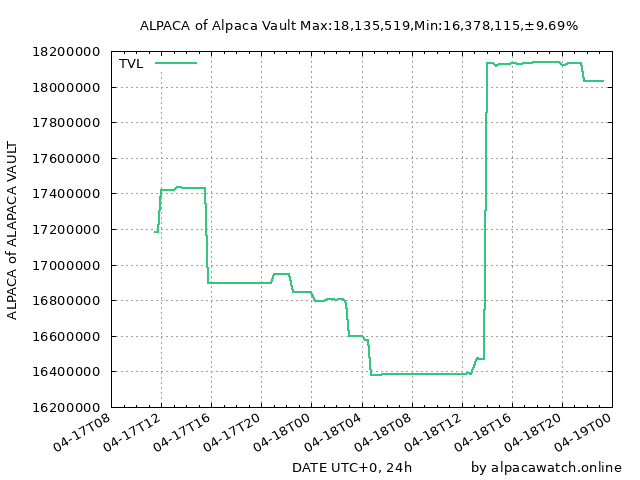 ALPACA of Alpaca Vault Max:18,135,519,Min:16,378,115,±9.69%
TVL
18200000
18000000
17800000
17600000
17400000
17200000
17000000
16800000
16600000
16400000
16200000
ALPACA of ALAPACA VAULT
04-17T08
04-17T12
04-17T16
04-17T20
04-18T00
04-18T04
04-18T08
04-18T12
04-18T16
04-18T20
04-19T00
DATE UTC+0, 24h
by alpacawatch.online